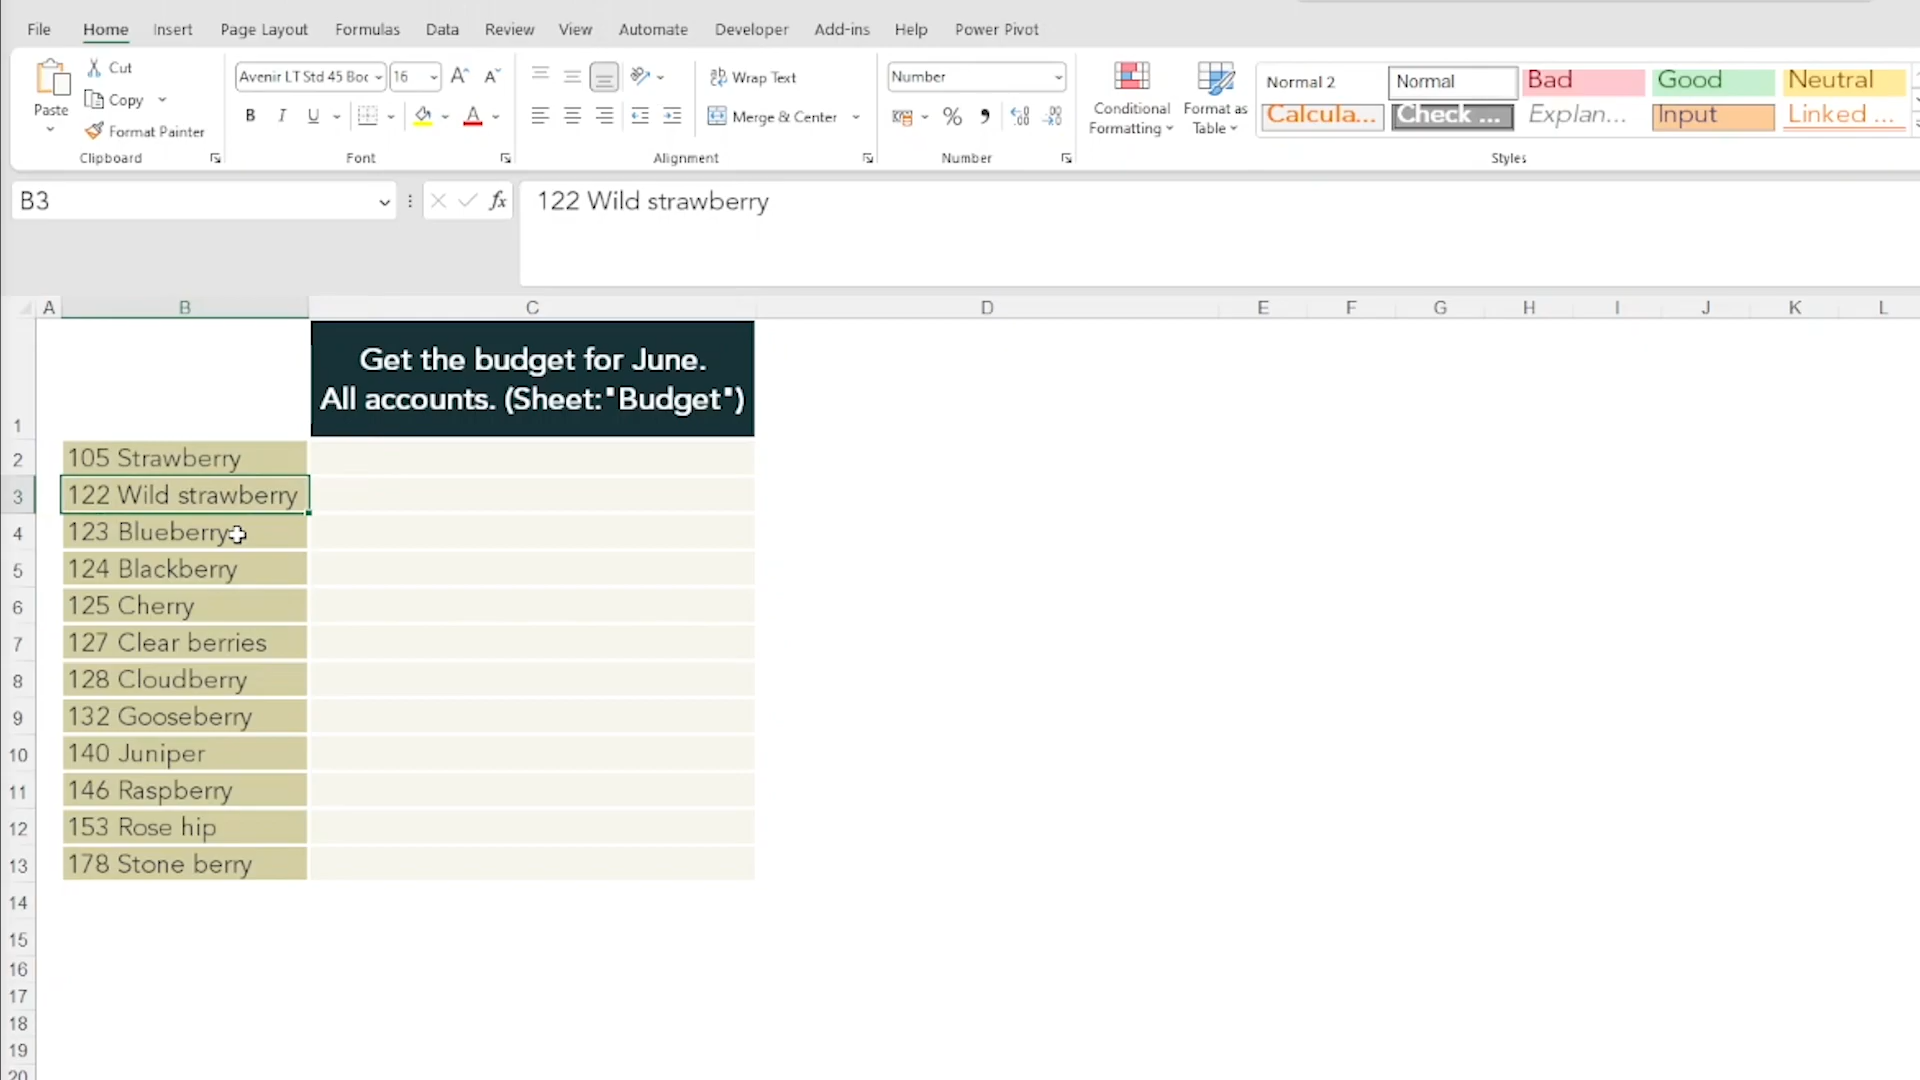 File Home Insert Page Layout Formulas Data Review View Automate Developer Add-ins Help Power Pivot
Paste
Cut
Copy
Format Painter
Clipboard
Avenir LT Std 45 Boc 16 A A
B I U A
Font
Wrap Text
Merge & Center
Alignment
Number
%
Number
Conditional
Formatting
Format as
Table
Normal 2 Normal Bad Good Neutral
Calcula... Check ... Explan... Input Linked ...
Styles
B3 fx 122 Wild strawberry
A B C D E F G H I J K L
Get the budget for June.
All accounts. (Sheet:"Budget")
1
2 105 Strawberry
3 122 Wild strawberry
4 123 Blueberry
5 124 Blackberry
6 125 Cherry
7 127 Clear berries
8 128 Cloudberry
9 132 Gooseberry
10 140 Juniper
11 146 Raspberry
12 153 Rose hip
13 178 Stone berry
14
15
16
17
18
19
20